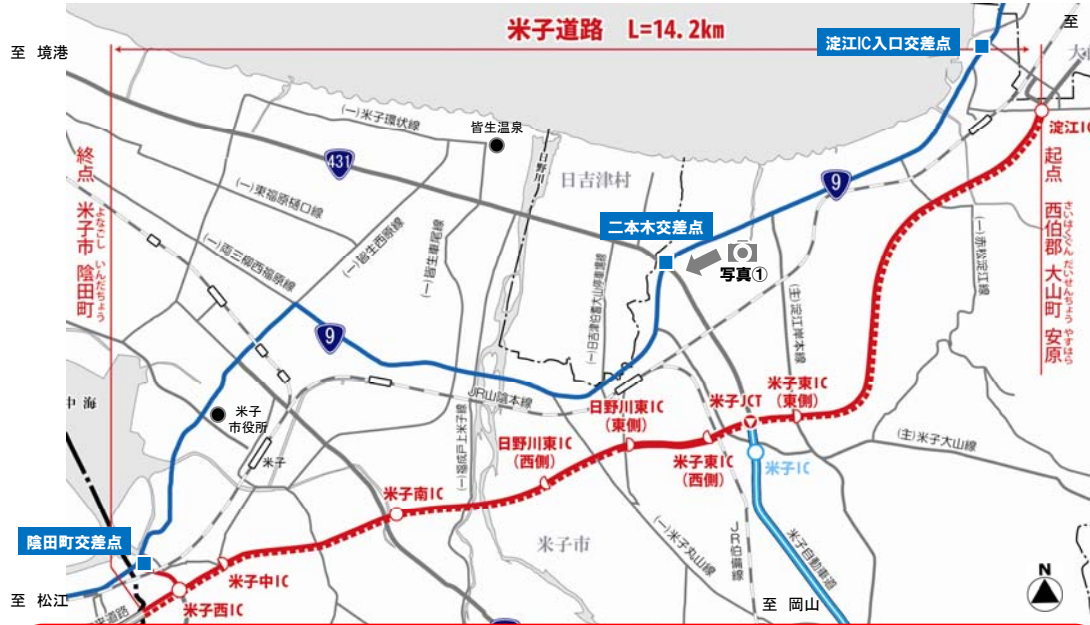 米子道路 L=14.2km
至 境港
淀江IC入口交差点
至
大
淀江IC
(一)米子環状線
皆生温泉
431
日野川
日吉津村
9
終点 米子市 陰田町
よなごし いんだちょう
起点 西伯郡 大山町 安原
さいはくぐん だいせんちょう やすはら
(一)東福原樋口線
(一)両三柳西福原線
(一)皆生西原線
(一)皆生車尾線
二本木交差点
写真①
(一)日吉津伯耆大山停車場線
(主)淀江岸本線
(一)赤松淀江線
9
中 海
米子
市役所
米子
JR山陰本線
(一)福成戸上米子線
日野川東IC
(西側)
日野川東IC
(東側)
米子JCT
米子東IC
(東側)
米子東IC
(西側)
米子IC
(主)米子大山線
米子南IC
米子市
(一)米子丸山線
JR伯備線
米子自動車道
陰田町交差点
米子中IC
米子西IC
至 松江
道路
至 岡山
N